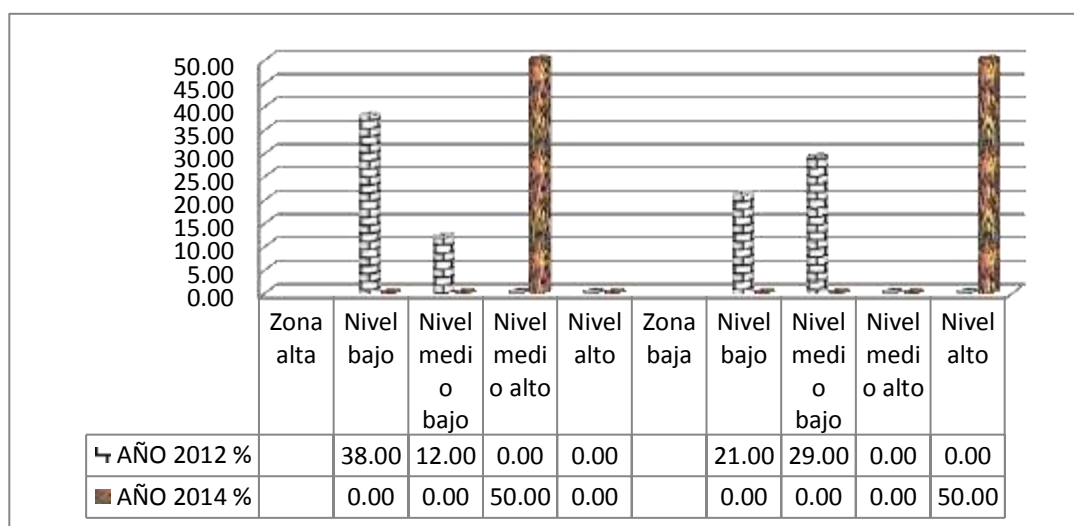 50.00
45.00
40.00
35.00
30.00
25.00
20.00
15.00
10.00
5.00
0.00
Zona alta
Nivel bajo
Nivel medi o bajo
Nivel medi o alto
Nivel alto
Zona baja
Nivel bajo
Nivel medi o bajo
Nivel medi o alto
Nivel alto
AÑO 2012 % 38.00 12.00 0.00 0.00 21.00 29.00 0.00 0.00
AÑO 2014 % 0.00 0.00 50.00 0.00 0.00 0.00 0.00 50.00